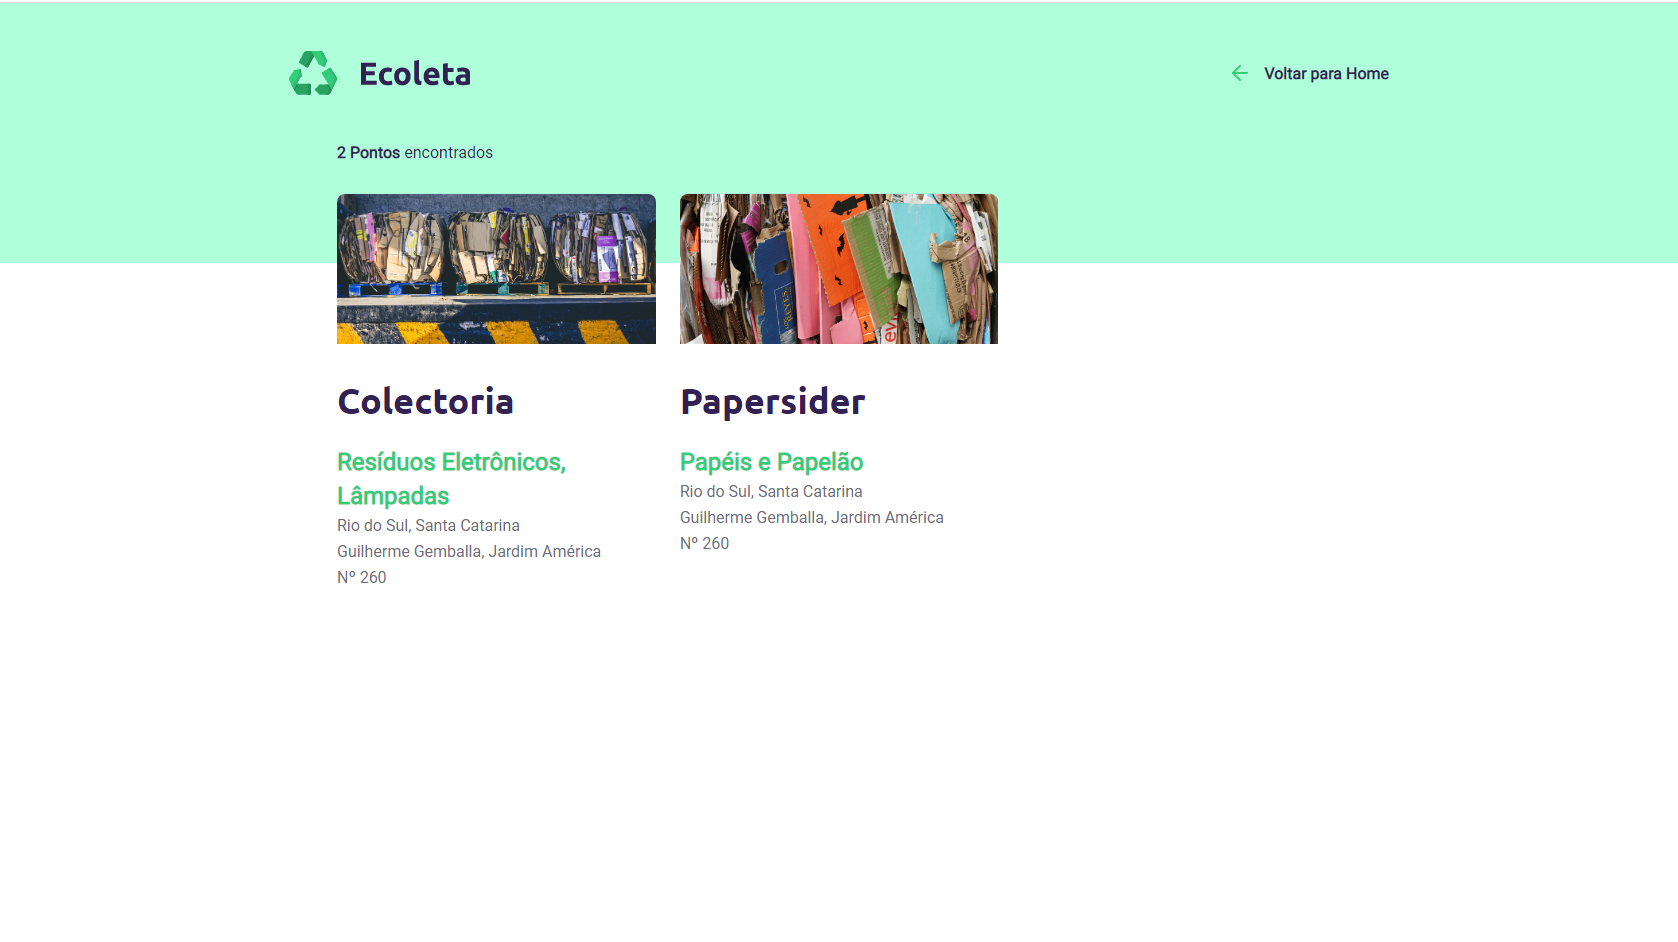 Ecoleta
Voltar para Home
2 Pontos encontrados
Colectoria
Resíduos Eletrônicos,
Lâmpadas
Rio do Sul, Santa Catarina
Guilherme Gemballa, Jardim América
Nº 260
Papersider
Papéis e Papelão
Rio do Sul, Santa Catarina
Guilherme Gemballa, Jardim América
Nº 260